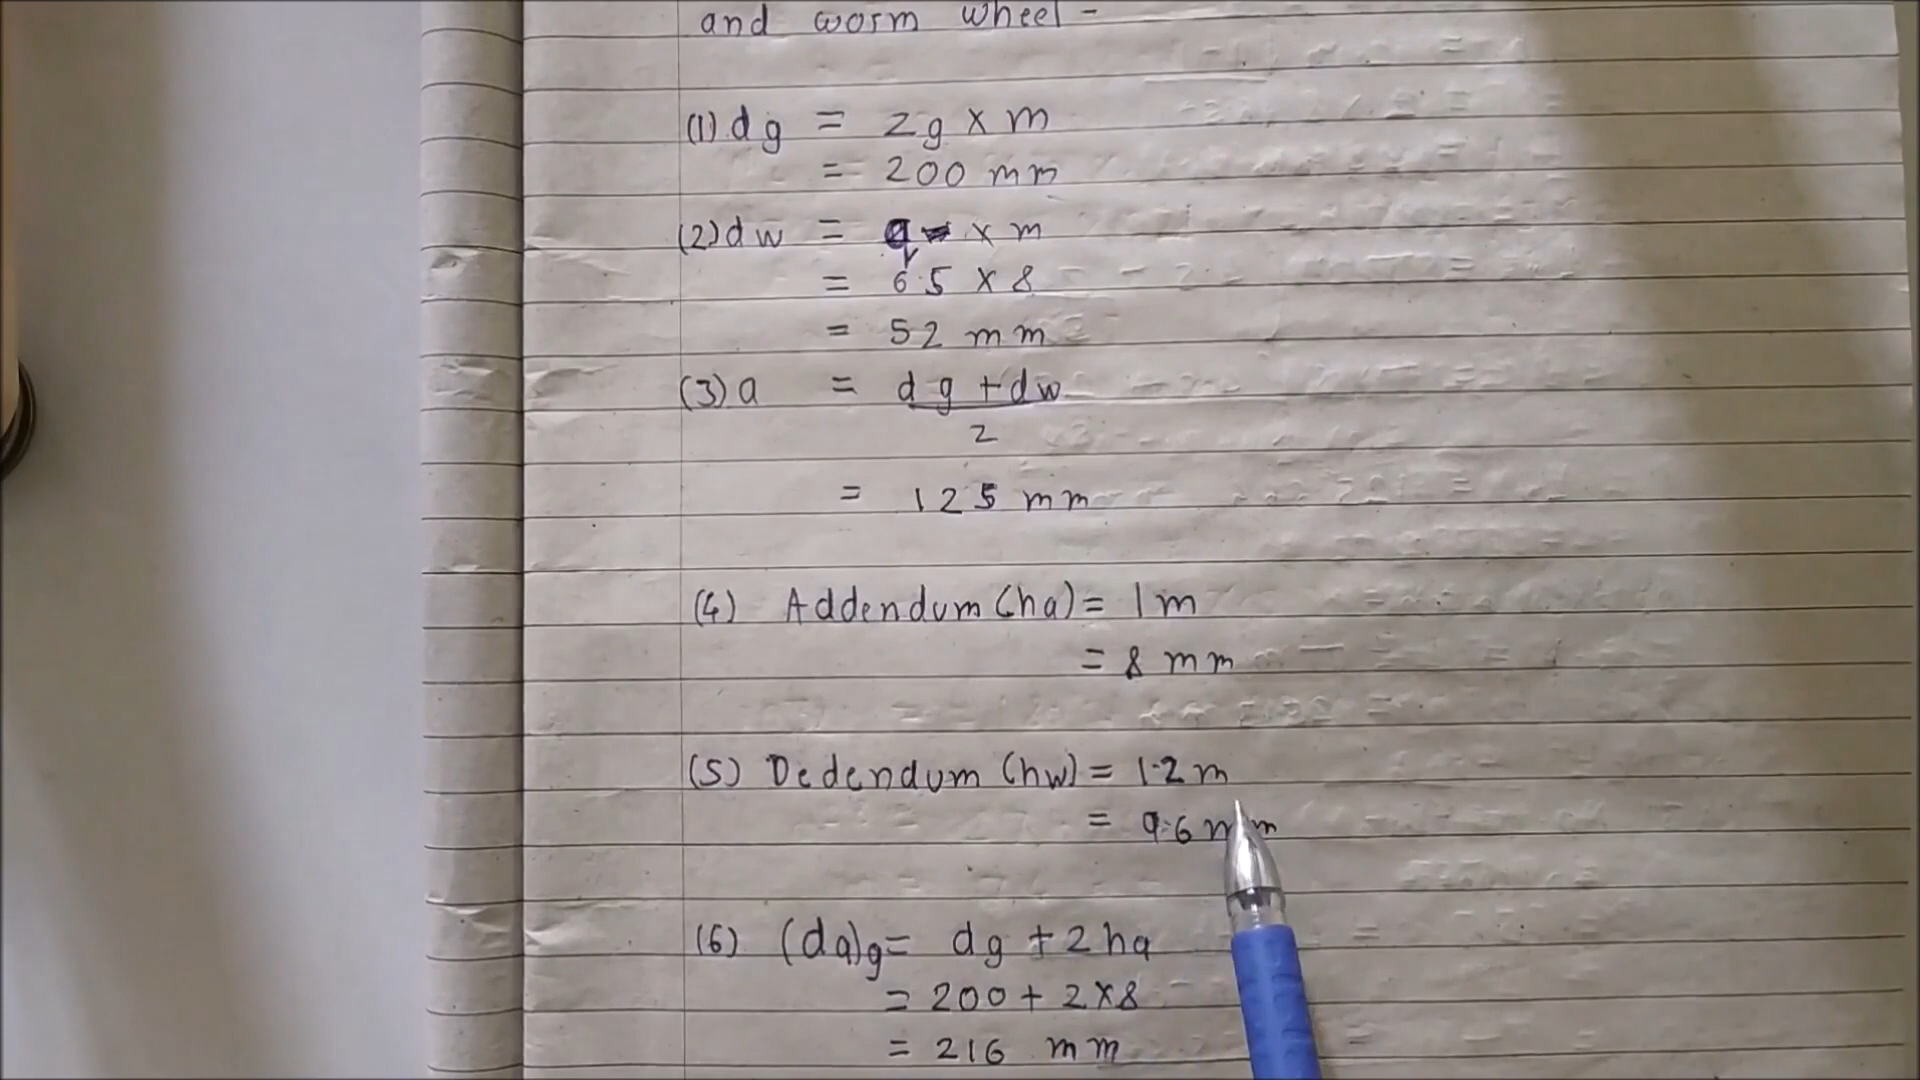 and worm wheel -
(1) dg = zg x m
= 200 mm
(2) dw = q x m
= 6.5 x 8
= 52 mm
(3) a = dg + dw
2
= 125 mm
(4) Addendum (ha) = 1m
= 8 mm
(5) Dedendum (hw) = 1.2 m
= 9.6 mm
(6) (da)g = dg + 2ha
= 200 + 2x8
= 216 mm